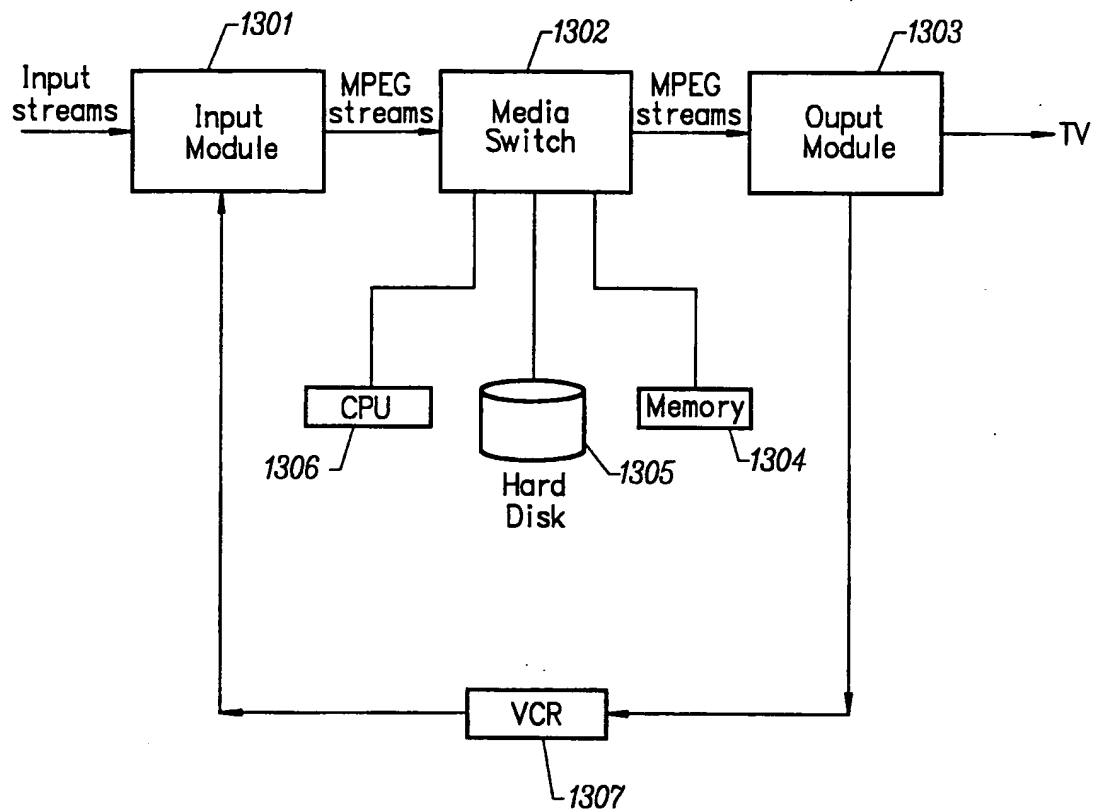 1301
1302
1303
Input
streams
Input
Module
MPEG
streams
Media
Switch
MPEG
streams
Ouput
Module
TV
CPU
1306
Hard
Disk
1305
Memory
1304
VCR
1307